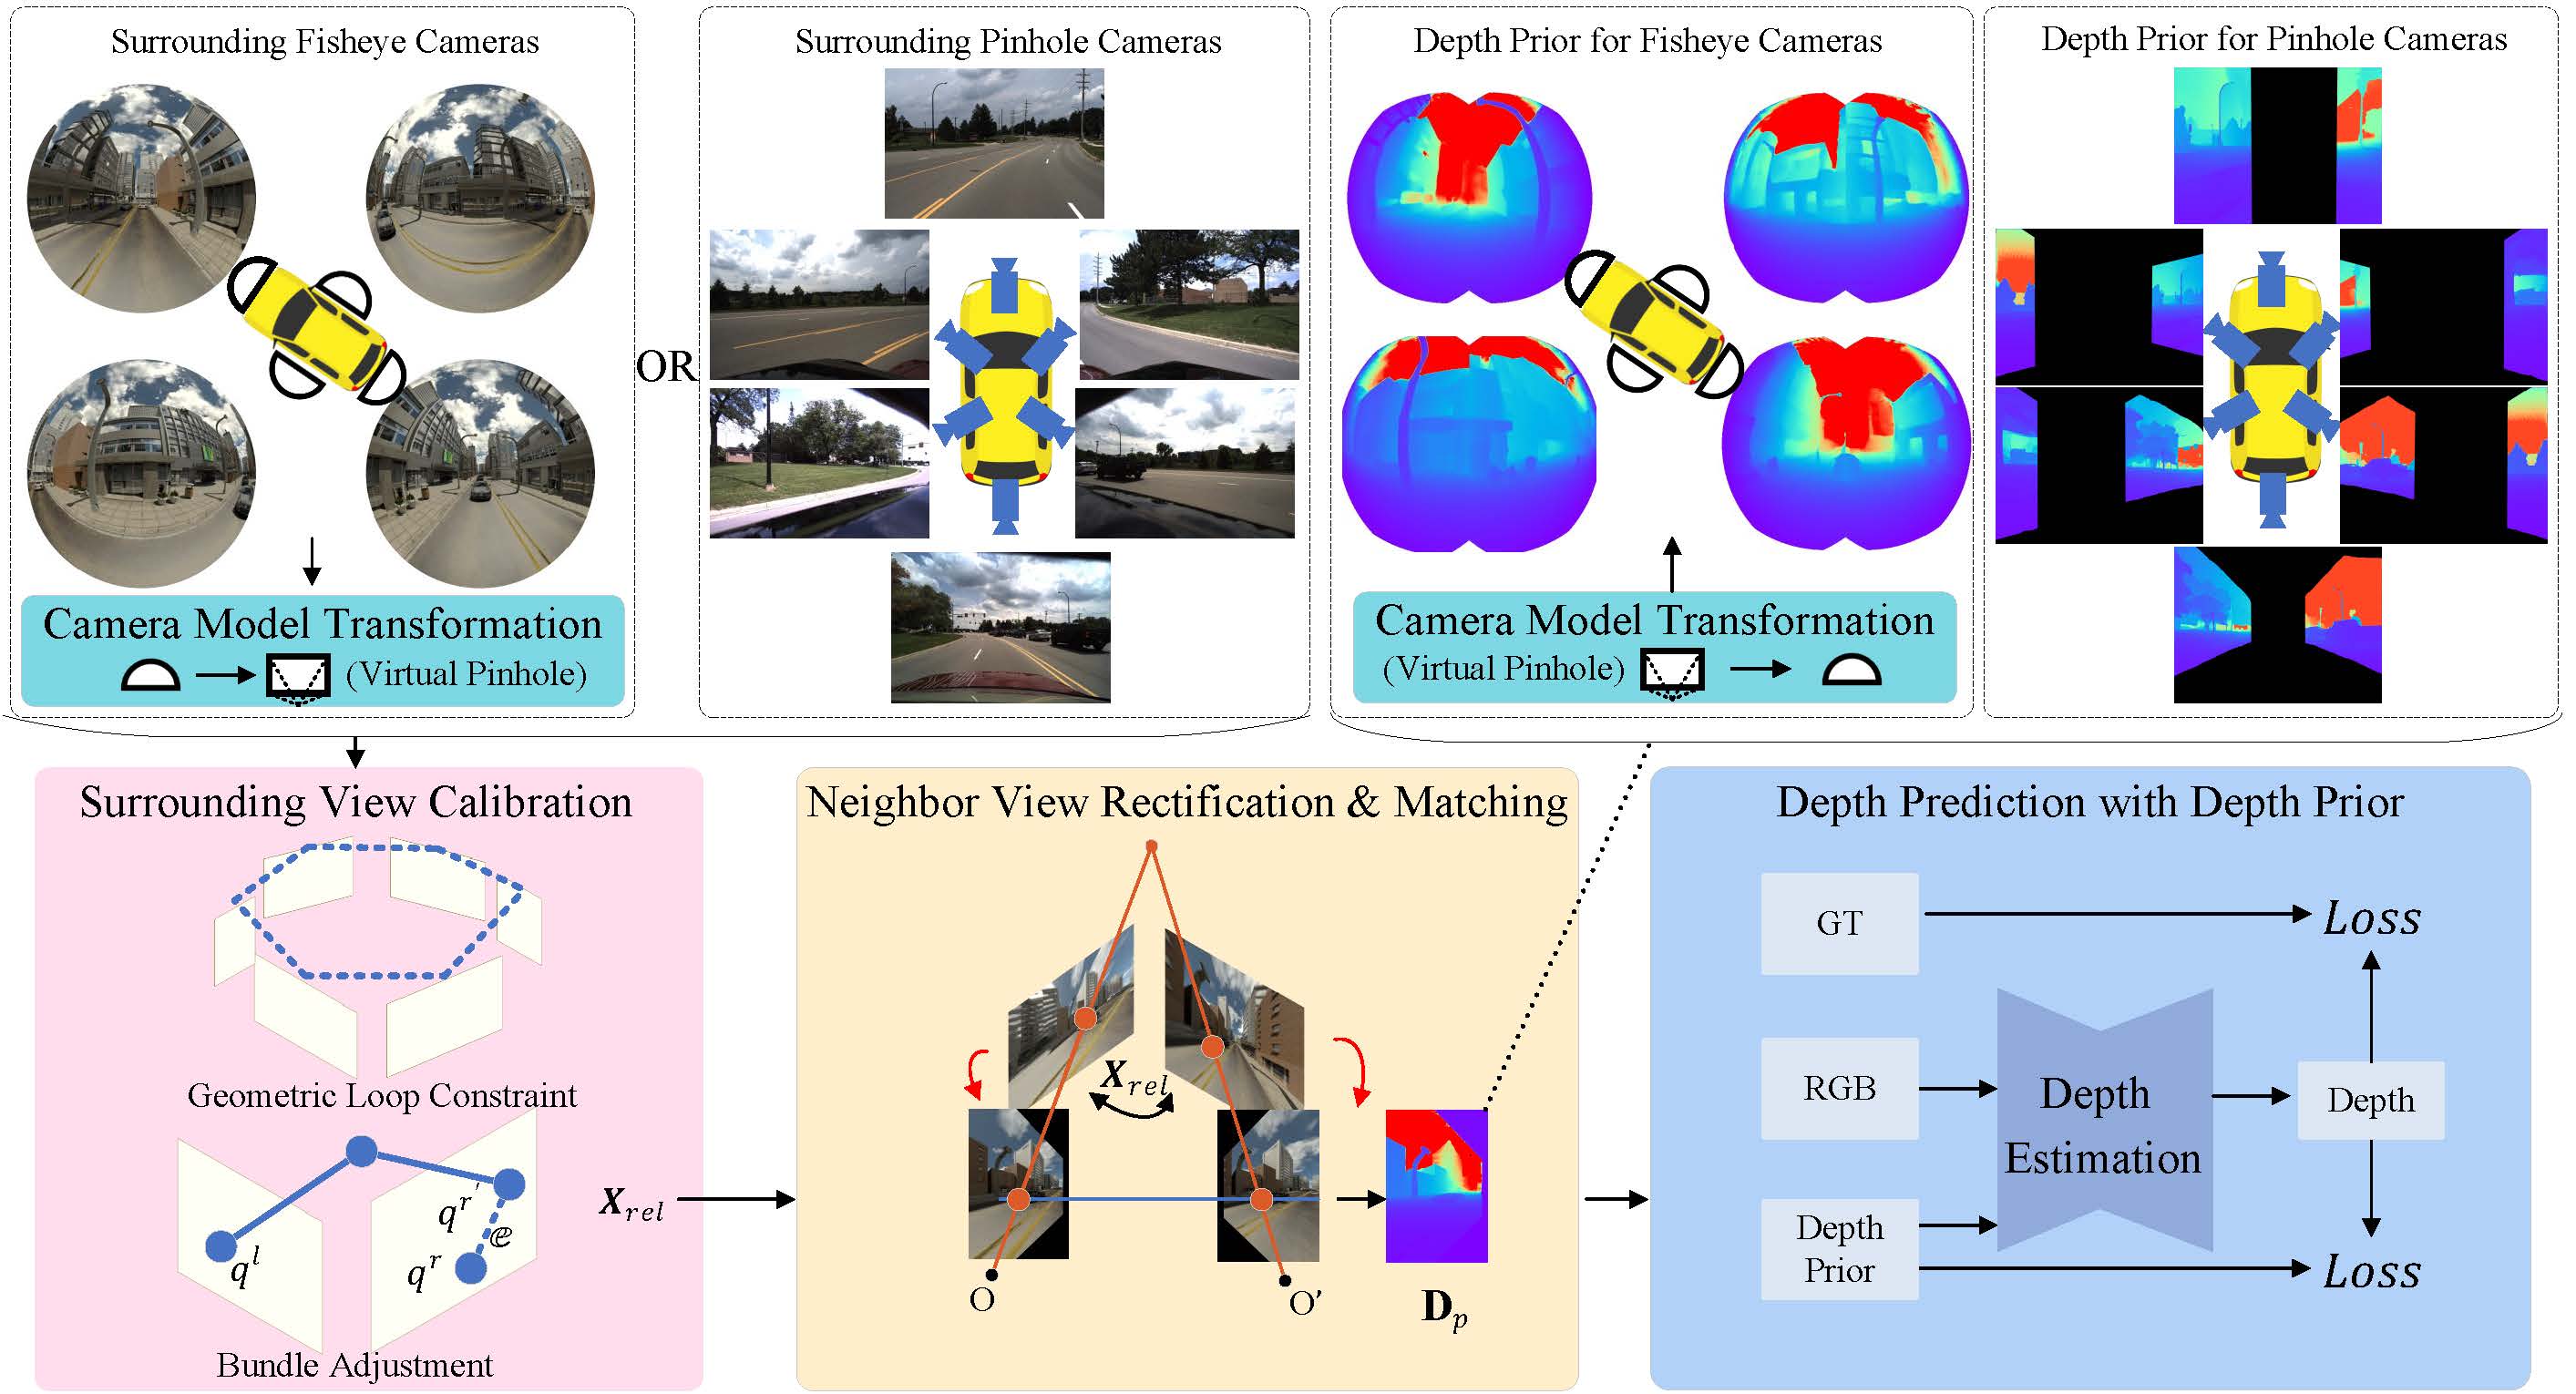 Surrounding Fisheye Cameras
Camera Model Transformation
(Virtual Pinhole)
OR
Surrounding Pinhole Cameras
Depth Prior for Fisheye Cameras
Camera Model Transformation
(Virtual Pinhole)
Depth Prior for Pinhole Cameras
Surrounding View Calibration
Geometric Loop Constraint
q^l
q^{r'}
q^r
e
Bundle Adjustment
X_{rel}
Neighbor View Rectification & Matching
X_{rel}
O
O'
D_p
Depth Prediction with Depth Prior
GT
Loss
RGB
Depth
Estimation
Depth
Depth
Prior
Loss